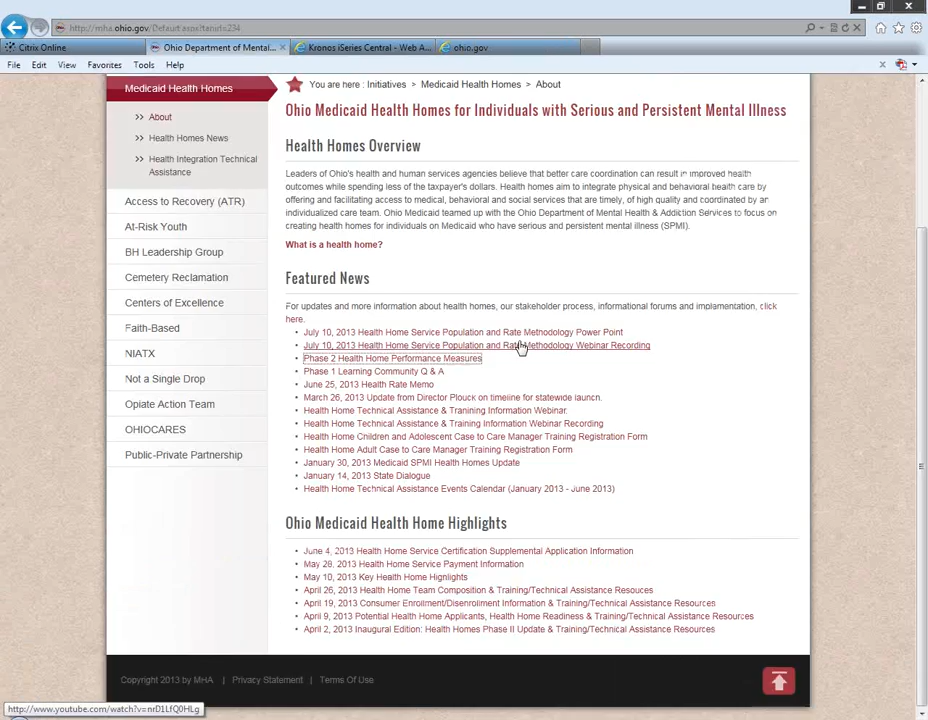 http://mha.ohio.gov/Default.aspx?tabid=234
Citrix Online
Ohio Department of Mental...
Kronos iSeries Central - Web A...
ohio.gov
File Edit View Favorites Tools Help
Medicaid Health Homes
>> About
>> Health Homes News
>> Health Integration Technical
Assistance
Access to Recovery (ATR)
At-Risk Youth
BH Leadership Group
Cemetery Reclamation
Centers of Excellence
Faith-Based
NIATX
Not a Single Drop
Opiate Action Team
OHIOCARES
Public-Private Partnership
You are here : Initiatives > Medicaid Health Homes > About
Ohio Medicaid Health Homes for Individuals with Serious and Persistent Mental Illness
Health Homes Overview
Leaders of Ohio's health and human services agencies believe that better care coordination can result in improved health
outcomes while spending less of the taxpayer's dollars. Health homes aim to integrate physical and behavioral health care by
offering and facilitating access to medical, behavioral and social services that are timely, of high quality and coordinated by an
individualized care team. Ohio Medicaid teamed up with the Ohio Department of Mental Health & Addiction Services to focus on
creating health homes for individuals on Medicaid who have serious and persistent mental illness (SPMI).
What is a health home?
Featured News
For updates and more information about health homes, our stakeholder process, informational forums and implementation, click
here.
• July 10, 2013 Health Home Service Population and Rate Methodology Power Point
• July 10, 2013 Health Home Service Population and Rate Methodology Webinar Recording
• Phase 2 Health Home Performance Measures
• Phase 1 Learning Community Q & A
• June 25, 2013 Health Rate Memo
• March 26, 2013 Update from Director Plouck on timeline for statewide launch.
• Health Home Technical Assistance & Tranining Information Webinar.
• Health Home Technical Assistance & Training Information Webinar Recording
• Health Home Children and Adolescent Case to Care Manager Training Registration Form
• Health Home Adult Case to Care Manager Training Registration Form
• January 30, 2013 Medicaid SPMI Health Homes Update
• January 14, 2013 State Dialogue
• Health Home Technical Assistance Events Calendar (January 2013 - June 2013)
Ohio Medicaid Health Home Highlights
• June 4, 2013 Health Home Service Certification Supplemental Application Information
• May 28, 2013 Health Home Service Payment Information
• May 10, 2013 Key Health Home Highlights
• April 26, 2013 Health Home Team Composition & Training/Technical Assistance Resouces
• April 19, 2013 Consumer Enrollment/Disenrollment Information & Training/Technical Assistance Resources
• April 9, 2013 Potential Health Home Applicants, Health Home Readiness & Training/Technical Assistance Resources
• April 2, 2013 Inaugural Edition: Health Homes Phase II Update & Training/Technical Assistance Resources
Copyright 2013 by MHA | Privacy Statement | Terms Of Use
http://www.youtube.com/watch?v=nrD1LfQ0HLg